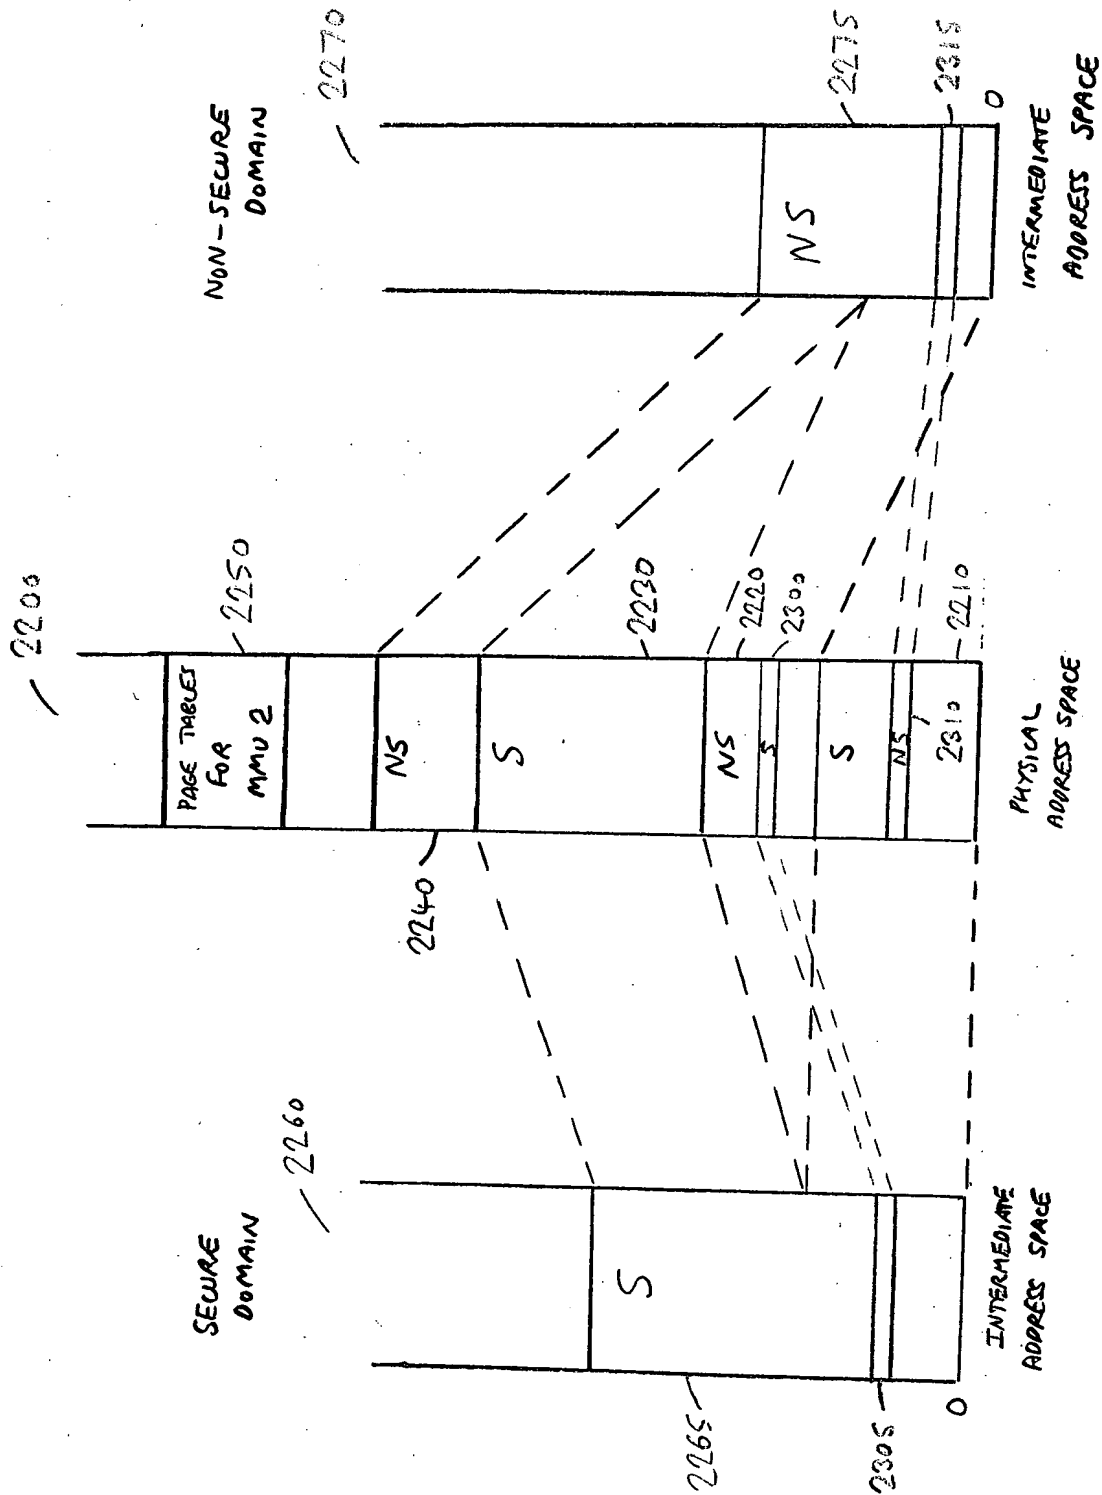 2200
SECURE
DOMAIN
NON-SECURE
DOMAIN
2260
2270
2250
PAGE TABLES
FOR
MMU 2
NS
2240
S
2230
S
2265
NS
2220
S
2300
NS
2275
S
2305
NS
2310
2210
2315
0
0
INTERMEDIATE
ADDRESS SPACE
PHYSICAL
ADDRESS SPACE
INTERMEDIATE
ADDRESS SPACE